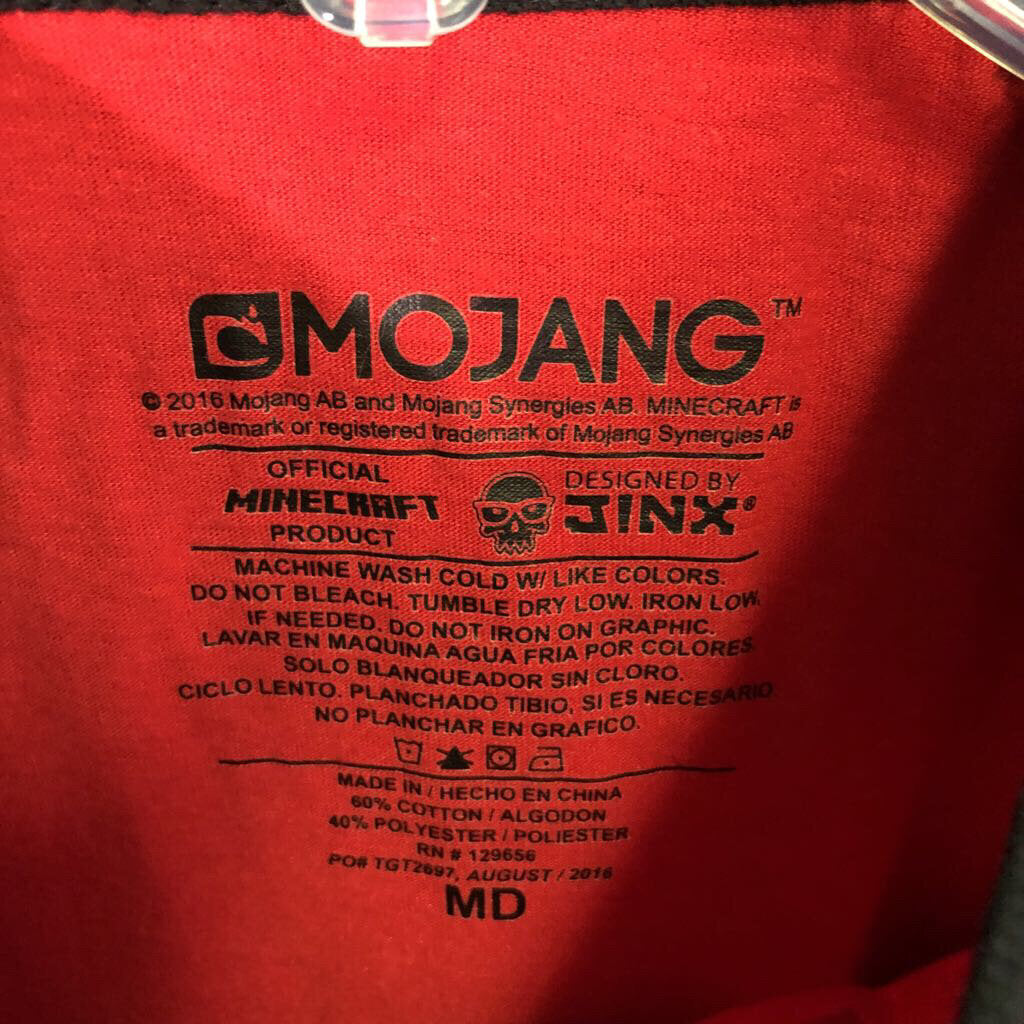 MOJANG™
© 2016 Mojang AB and Mojang Synergies AB. MINECRAFT is
a trademark or registered trademark of Mojang Synergies AB
OFFICIAL
MINECRAFT
PRODUCT
DESIGNED BY
J!NX®
MACHINE WASH COLD W/ LIKE COLORS.
DO NOT BLEACH. TUMBLE DRY LOW. IRON LOW,
IF NEEDED. DO NOT IRON ON GRAPHIC.
LAVAR EN MAQUINA AGUA FRIA POR COLORES.
SOLO BLANQUEADOR SIN CLORO.
CICLO LENTO. PLANCHADO TIBIO, SI ES NECESARIO
NO PLANCHAR EN GRAFICO.
MADE IN / HECHO EN CHINA
60% COTTON / ALGODON
40% POLYESTER / POLIESTER
RN # 129656
PO# TGT2697, AUGUST / 2016
MD